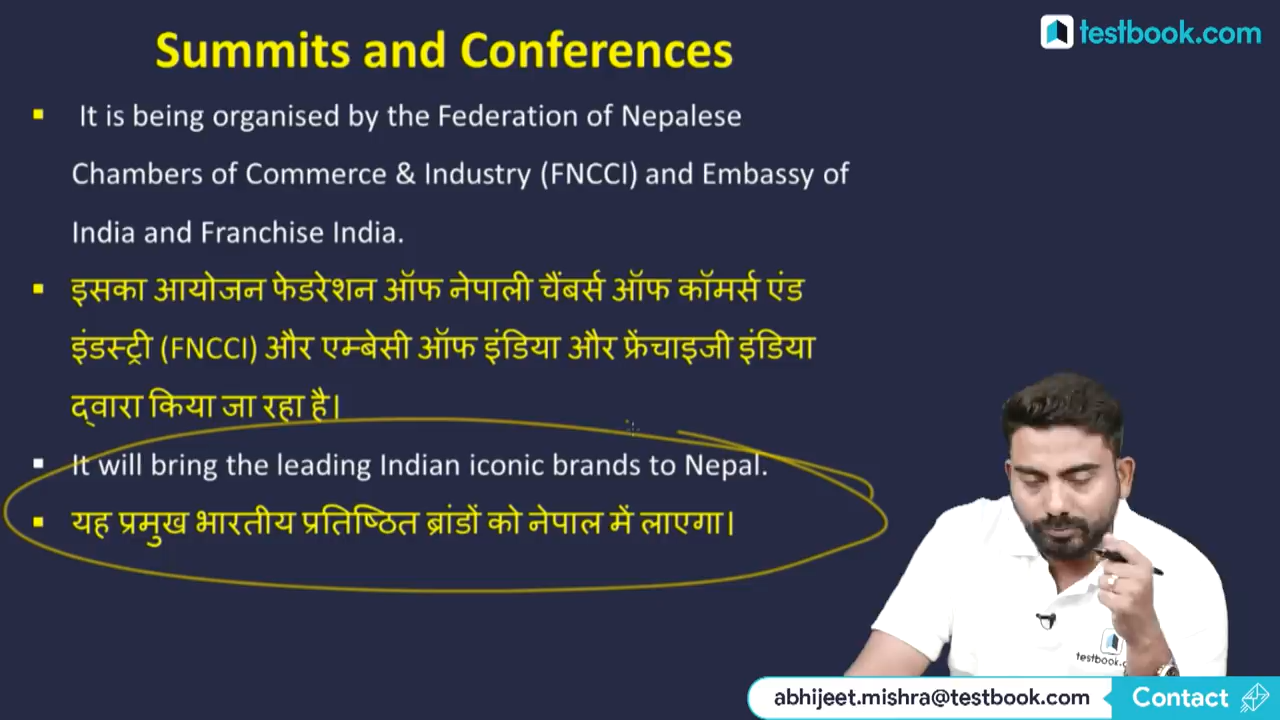 testbook.com
Summits and Conferences
It is being organised by the Federation of Nepalese
Chambers of Commerce & Industry (FNCCI) and Embassy of
India and Franchise India.
इसका आयोजन फेडरेशन ऑफ नेपाली चैंबर्स ऑफ कॉमर्स एंड
इंडस्ट्री (FNCCI) और एम्बेसी ऑफ इंडिया और फ्रेंचाइजी इंडिया
द्वारा किया जा रहा है।
It will bring the leading Indian iconic brands to Nepal.
यह प्रमुख भारतीय प्रतिष्ठित ब्रांडों को नेपाल में लाएगा।
abhijeet.mishra@testbook.com
Contact